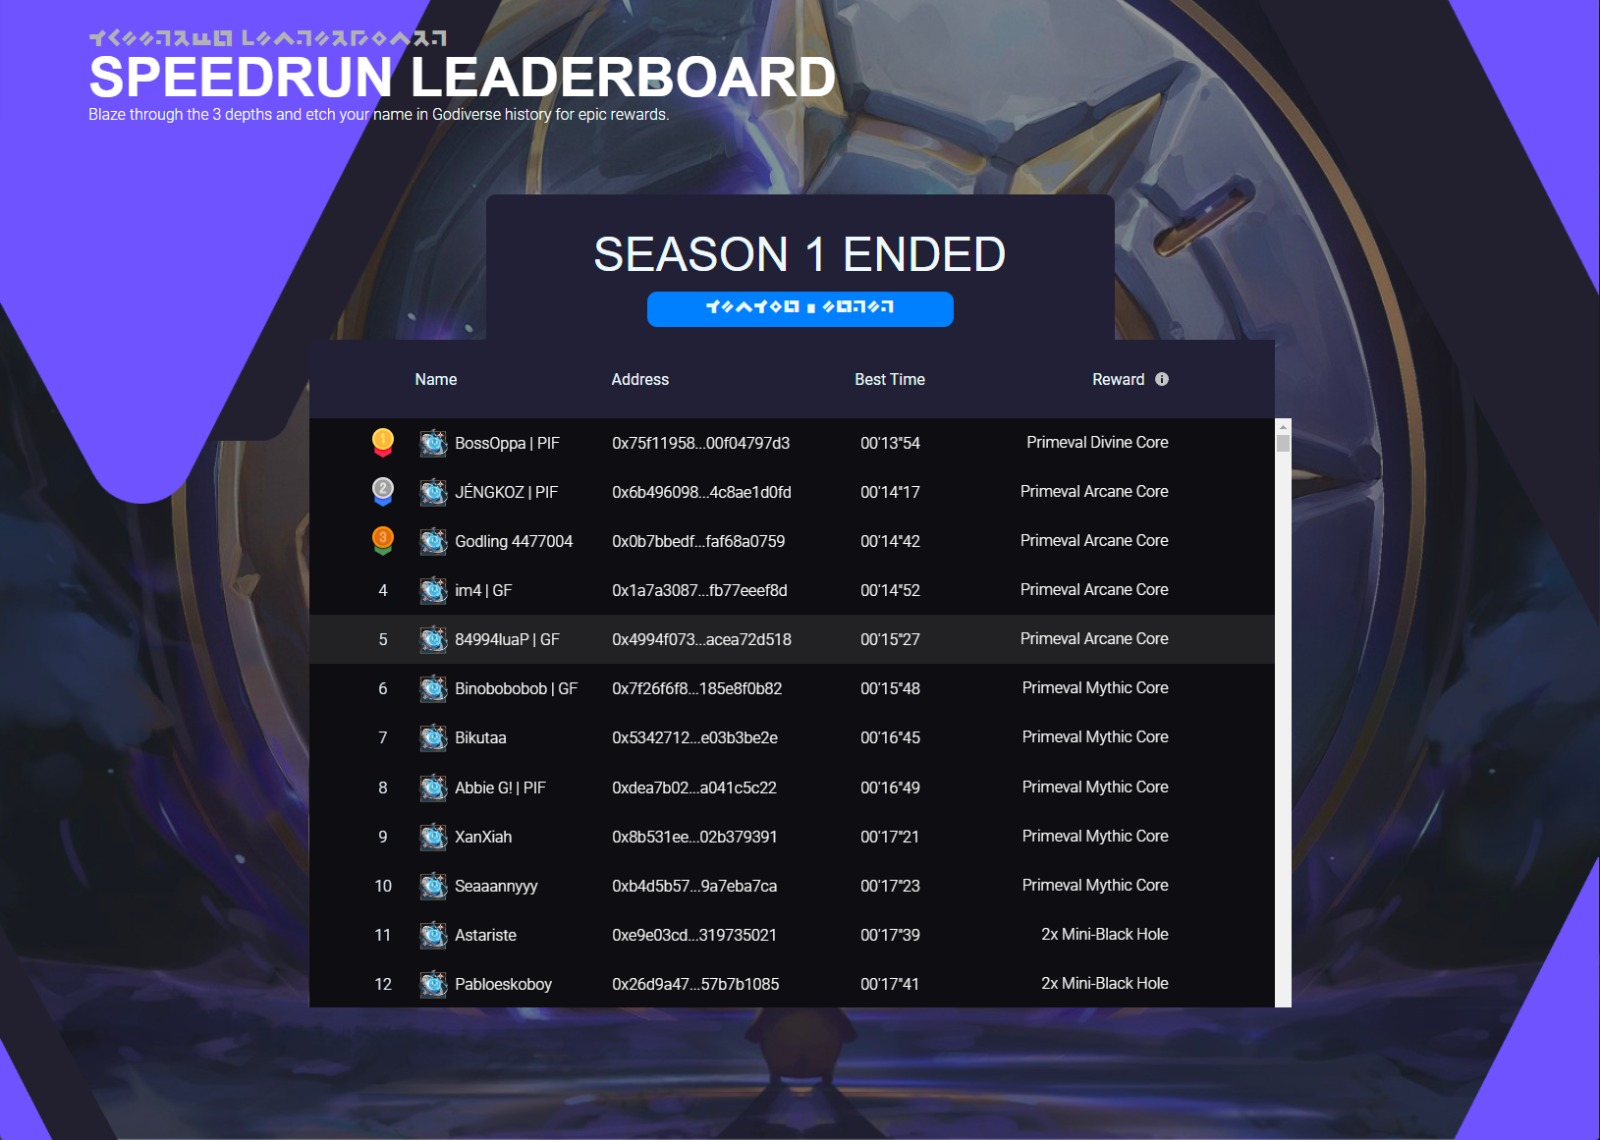 SPEEDRUN LEADERBOARD
Blaze through the 3 depths and etch your name in Godiverse history for epic rewards.
SEASON 1 ENDED
Name Address Best Time Reward
1 BossOppa | PIF 0x75f11958...00f04797d3 00'13"54 Primeval Divine Core
2 JÉNGKOZ | PIF 0x6b496098...4c8ae1d0fd 00'14"17 Primeval Arcane Core
3 Godling 4477004 0x0b7bbedf...faf68a0759 00'14"42 Primeval Arcane Core
4 im4 | GF 0x1a7a3087...fb77eeef8d 00'14"52 Primeval Arcane Core
5 84994luaP | GF 0x4994f073...acea72d518 00'15"27 Primeval Arcane Core
6 Binobobobob | GF 0x7f26f6f8...185e8f0b82 00'15"48 Primeval Mythic Core
7 Bikutaa 0x5342712...e03b3be2e 00'16"45 Primeval Mythic Core
8 Abbie G! | PIF 0xdea7b02...a041c5c22 00'16"49 Primeval Mythic Core
9 XanXiah 0x8b531ee...02b379391 00'17"21 Primeval Mythic Core
10 Seaaannyyy 0xb4d5b57...9a7eba7ca 00'17"23 Primeval Mythic Core
11 Astariste 0xe9e03cd...319735021 00'17"39 2x Mini-Black Hole
12 Pabloeskoboy 0x26d9a47...57b7b1085 00'17"41 2x Mini-Black Hole